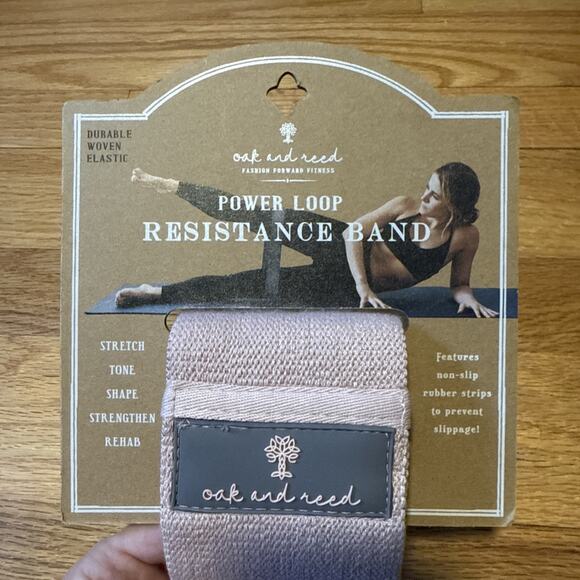 DURABLE
WOVEN
ELASTIC
oak and reed
FASHION FORWARD FITNESS
POWER LOOP
RESISTANCE BAND
STRETCH
TONE
SHAPE
STRENGTHEN
REHAB
Features
non-slip
rubber strips
to prevent
slippage!
oak and reed